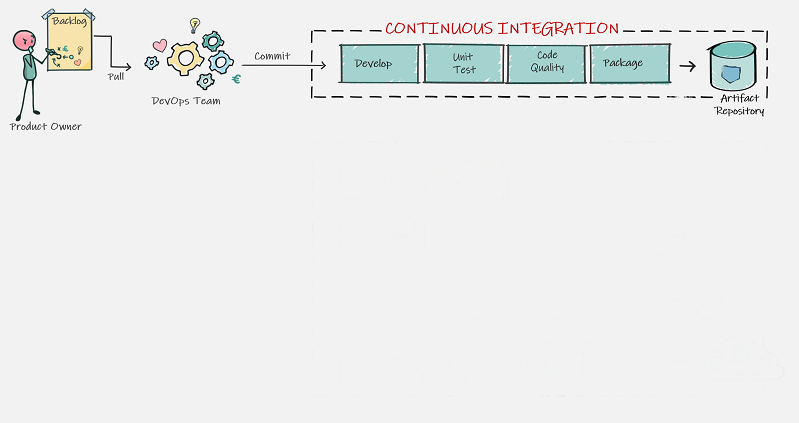 Backlog
Pull
Product Owner
DevOps Team
Commit
CONTINUOUS INTEGRATION
Develop
Unit
Test
Code
Quality
Package
Artifact
Repository